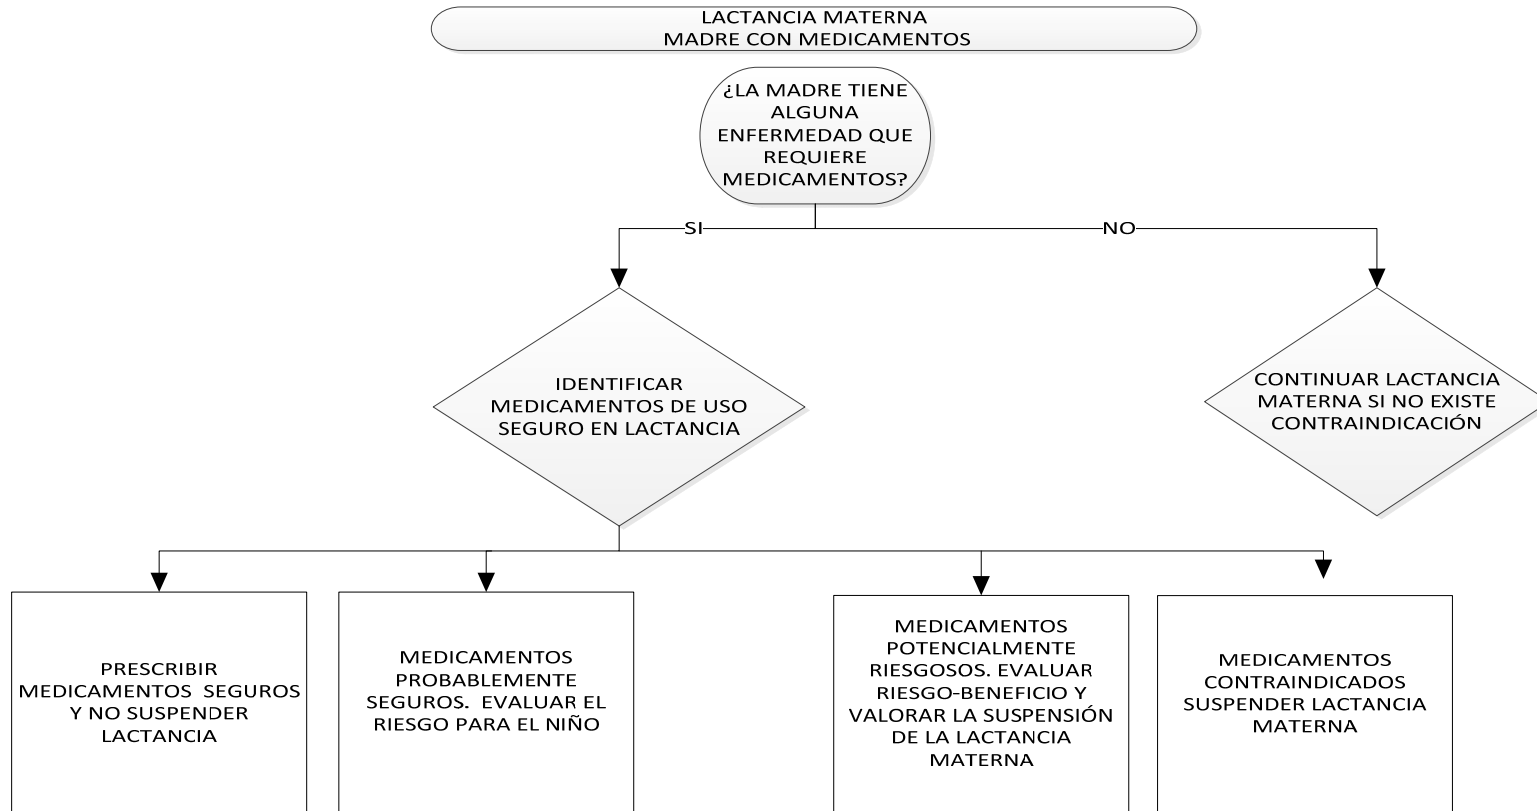 LACTANCIA MATERNA
MADRE CON MEDICAMENTOS
¿LA MADRE TIENE
ALGUNA
ENFERMEDAD QUE
REQUIERE
MEDICAMENTOS?
SI
NO
IDENTIFICAR
MEDICAMENTOS DE USO
SEGURO EN LACTANCIA
CONTINUAR LACTANCIA
MATERNA SI NO EXISTE
CONTRAINDICACIÓN
PRESCRIBIR
MEDICAMENTOS SEGUROS
Y NO SUSPENDER
LACTANCIA
MEDICAMENTOS
PROBABLEMENTE
SEGUROS. EVALUAR EL
RIESGO PARA EL NIÑO
MEDICAMENTOS
POTENCIALMENTE
RIESGOSOS. EVALUAR
RIESGO-BENEFICIO Y
VALORAR LA SUSPENSIÓN
DE LA LACTANCIA
MATERNA
MEDICAMENTOS
CONTRAINDICADOS
SUSPENDER LACTANCIA
MATERNA